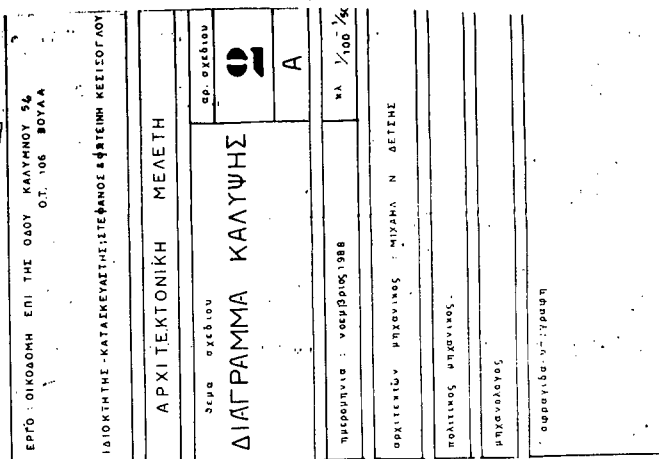 ΕΡΓΟ : ΟΙΚΟΔΟΜΗ ΕΠΙ ΤΗΣ ΟΔΟΥ ΚΑΛΥΜΝΟΥ 56
Ο.Τ. 106 ΒΟΥΛΑ
ΙΔΙΟΚΤΗΤΗΣ-ΚΑΤΑΣΚΕΥΑΣΤΗΣ: ΣΤΕΦΑΝΟΣ & ΦΩΤΕΙΝΗ ΚΕΣΙΣΟΓΛΟΥ
ΑΡΧΙΤΕΚΤΟΝΙΚΗ ΜΕΛΕΤΗ
θεμα σχεδιου
ΔΙΑΓΡΑΜΜΑ ΚΑΛΥΨΗΣ
αρ. σχεδιου
Α
ημερομηνια : νοεμβριος 1988
κλ 1/100 - 1/50
αρχιτεκτων μηχανικος : ΜΙΧΑΗΛ Ν ΔΕΤΣΗΣ
πολιτικος μηχανικος.
μηχανολογος
σφραγιδα-υπογραφη